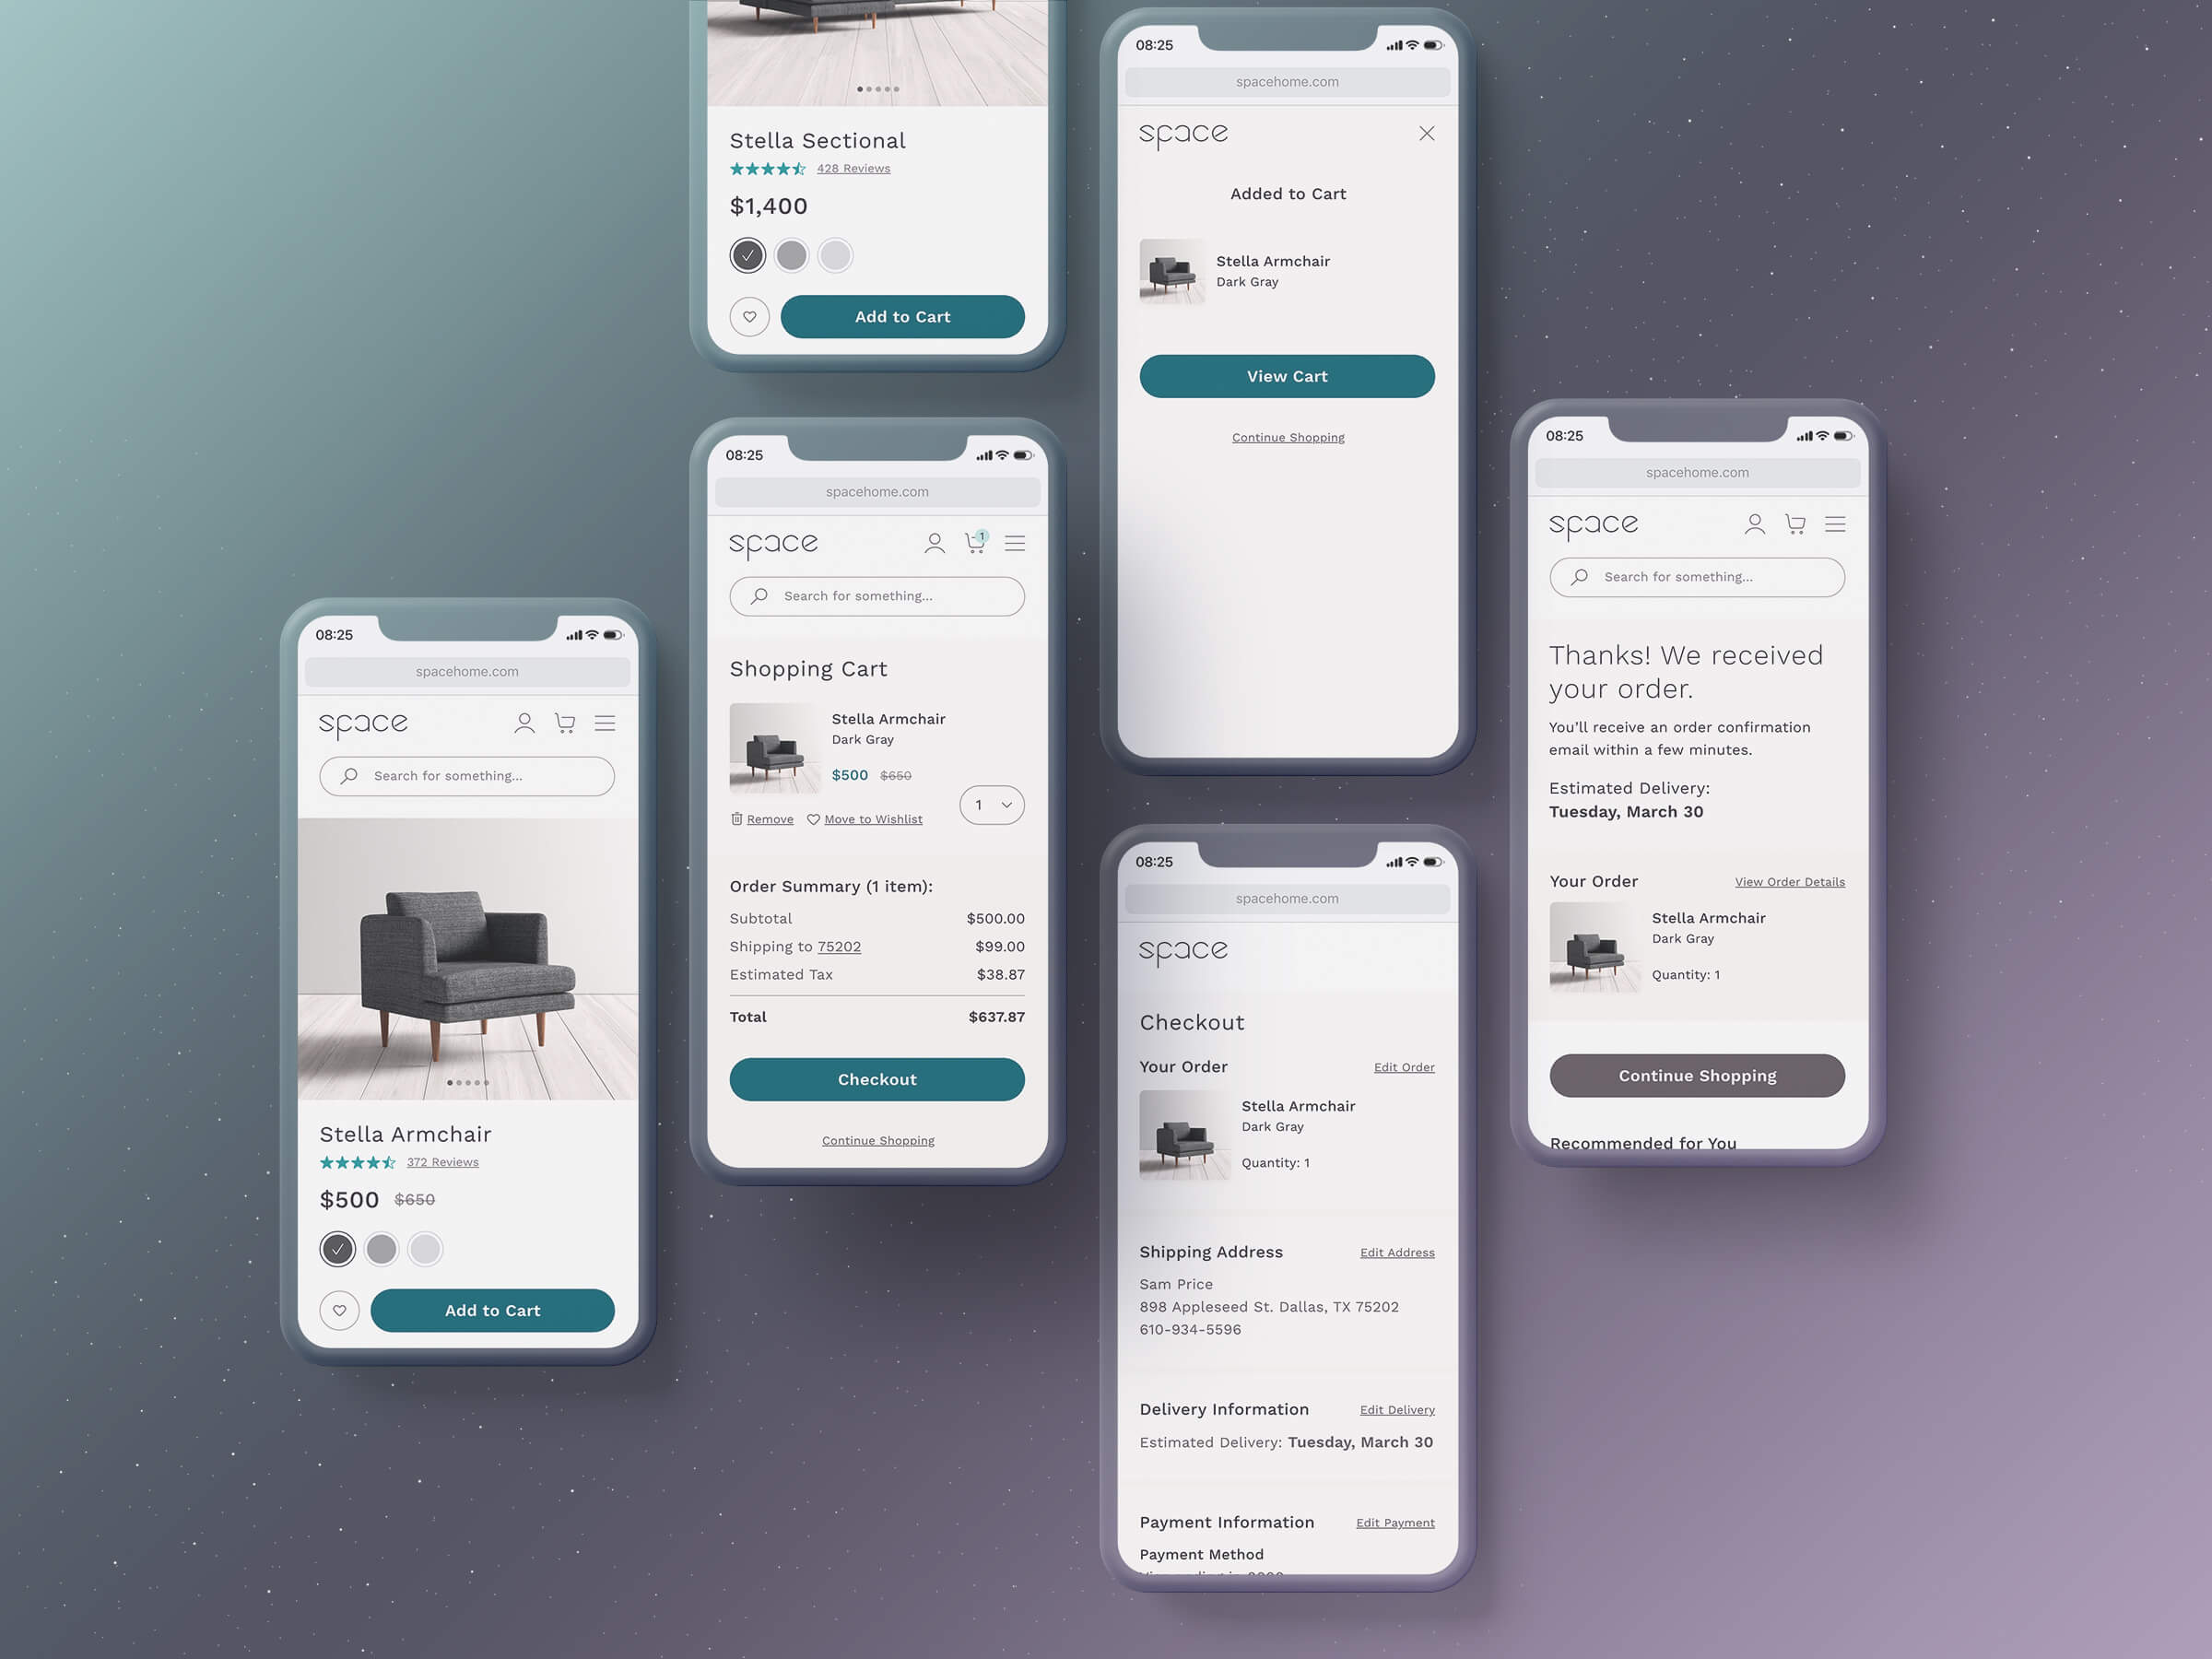 Stella Sectional
428 Reviews
$1,400
Add to Cart
08:25
spacehome.com
space
Added to Cart
Stella Armchair
Dark Gray
View Cart
Continue Shopping
08:25
spacehome.com
space
1
Search for something...
Shopping Cart
Stella Armchair
Dark Gray
$500 $650
1
Remove Move to Wishlist
Order Summary (1 item):
Subtotal $500.00
Shipping to 75202 $99.00
Estimated Tax $38.87
Total $637.87
Checkout
Continue Shopping
08:25
spacehome.com
space
Search for something...
Thanks! We received
your order.
You'll receive an order confirmation
email within a few minutes.
Estimated Delivery:
Tuesday, March 30
Your Order View Order Details
Stella Armchair
Dark Gray
Quantity: 1
Continue Shopping
Recommended for You
08:25
spacehome.com
space
Search for something...
Stella Armchair
372 Reviews
$500 $650
Add to Cart
08:25
spacehome.com
space
Checkout
Your Order Edit Order
Stella Armchair
Dark Gray
Quantity: 1
Shipping Address Edit Address
Sam Price
898 Appleseed St. Dallas, TX 75202
610-934-5596
Delivery Information Edit Delivery
Estimated Delivery: Tuesday, March 30
Payment Information Edit Payment
Payment Method